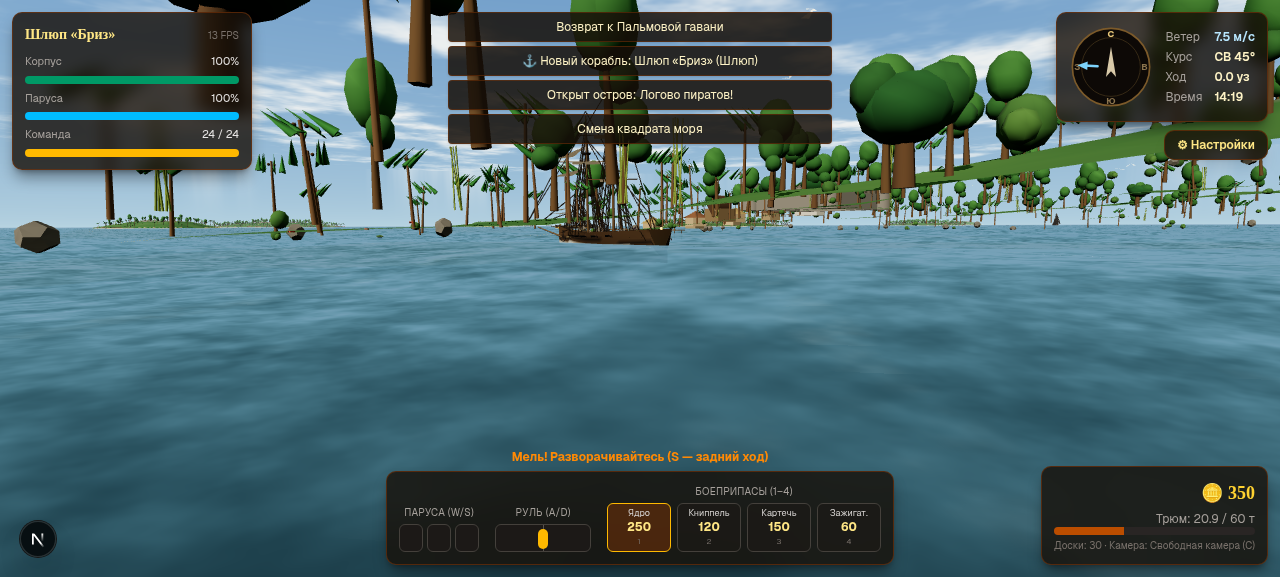 Шлюп «Бриз» 13 FPS
Корпус 100%
Паруса 100%
Команда 24 / 24
Возврат к Пальмовой гавани
⚓ Новый корабль: Шлюп «Бриз» (Шлюп)
Открыт остров: Логово пиратов!
Смена квадрата моря
С
З В
Ю
Ветер 7.5 м/с
Курс СВ 45°
Ход 0.0 уз
Время 14:19
⚙ Настройки
Мель! Разворачивайтесь (S — задний ход)
ПАРУСА (W/S)
РУЛЬ (A/D)
БОЕПРИПАСЫ (1–4)
Ядро
250
1
Книппель
120
2
Картечь
150
3
Зажигат.
60
4
N
🪙 350
Трюм: 20.9 / 60 т
Доски: 30 · Камера: Свободная камера (C)